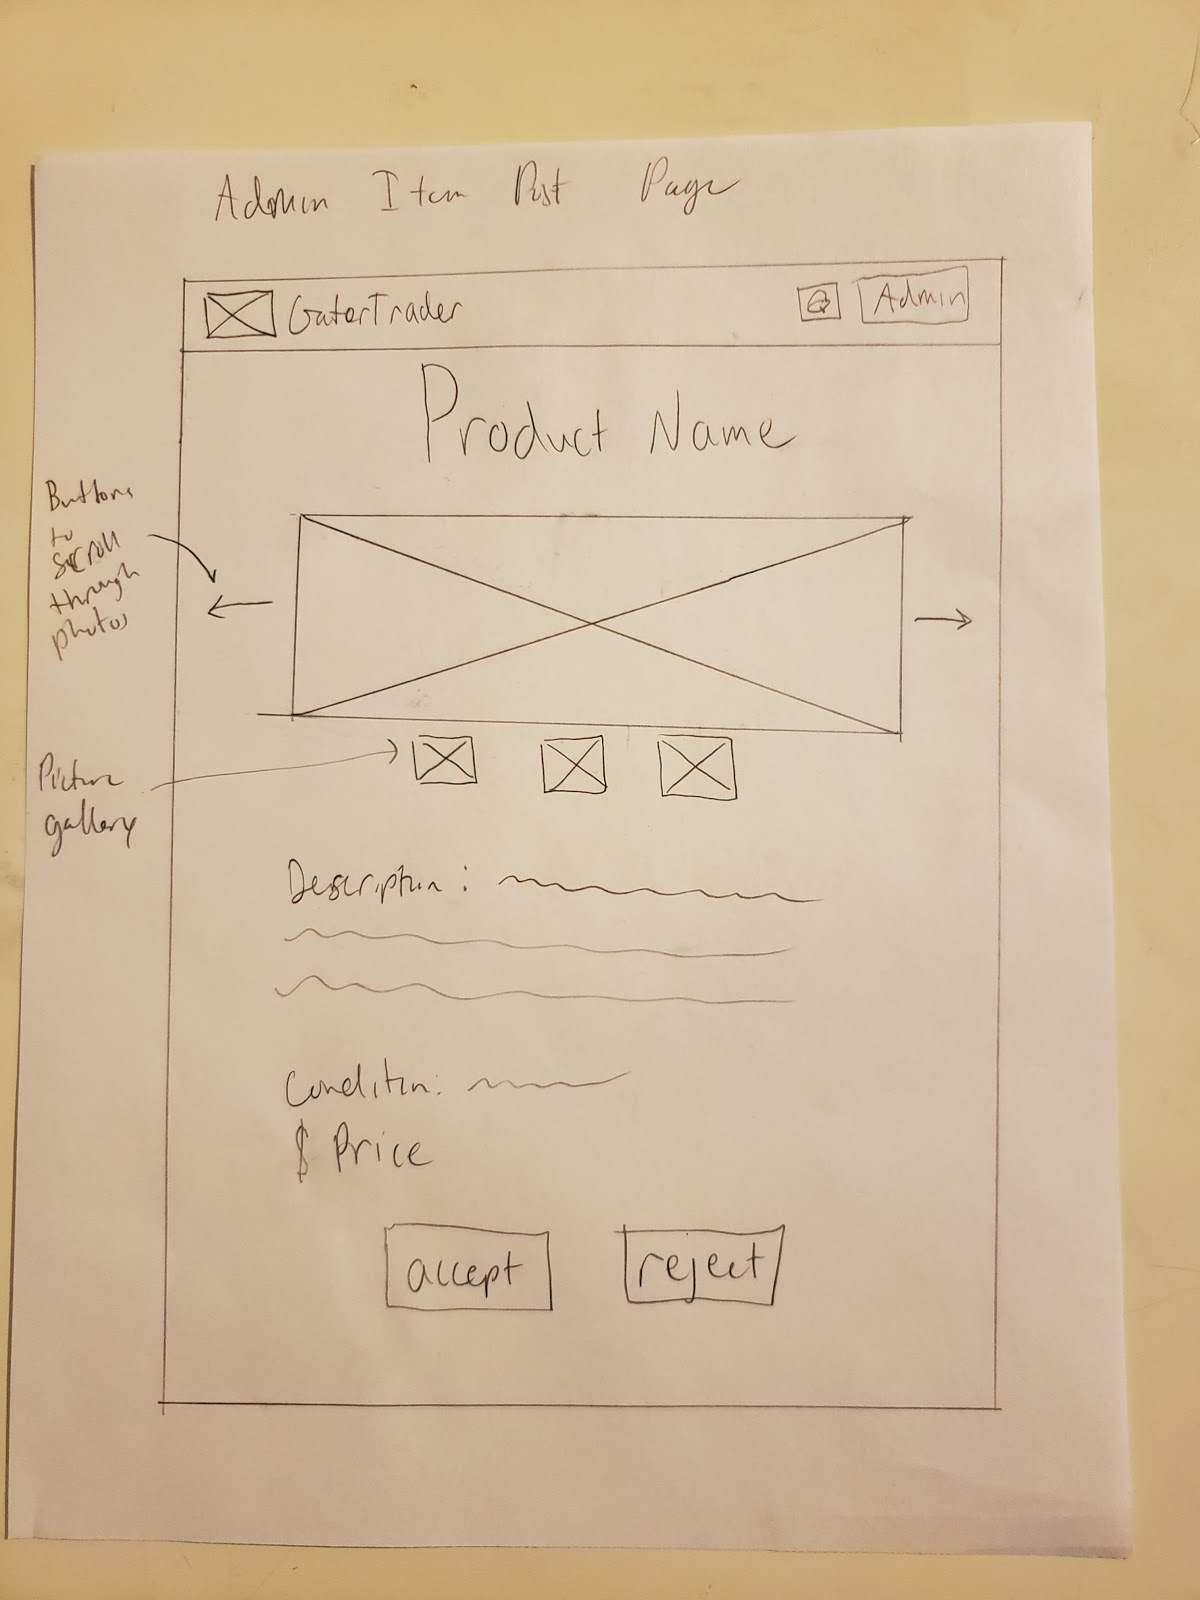 Admin Item Post Page
GatorTrader
Admin
Product Name
Buttons
to
scroll
through
photos
Picture
gallery
Description:
Condition:
$ Price
accept
reject